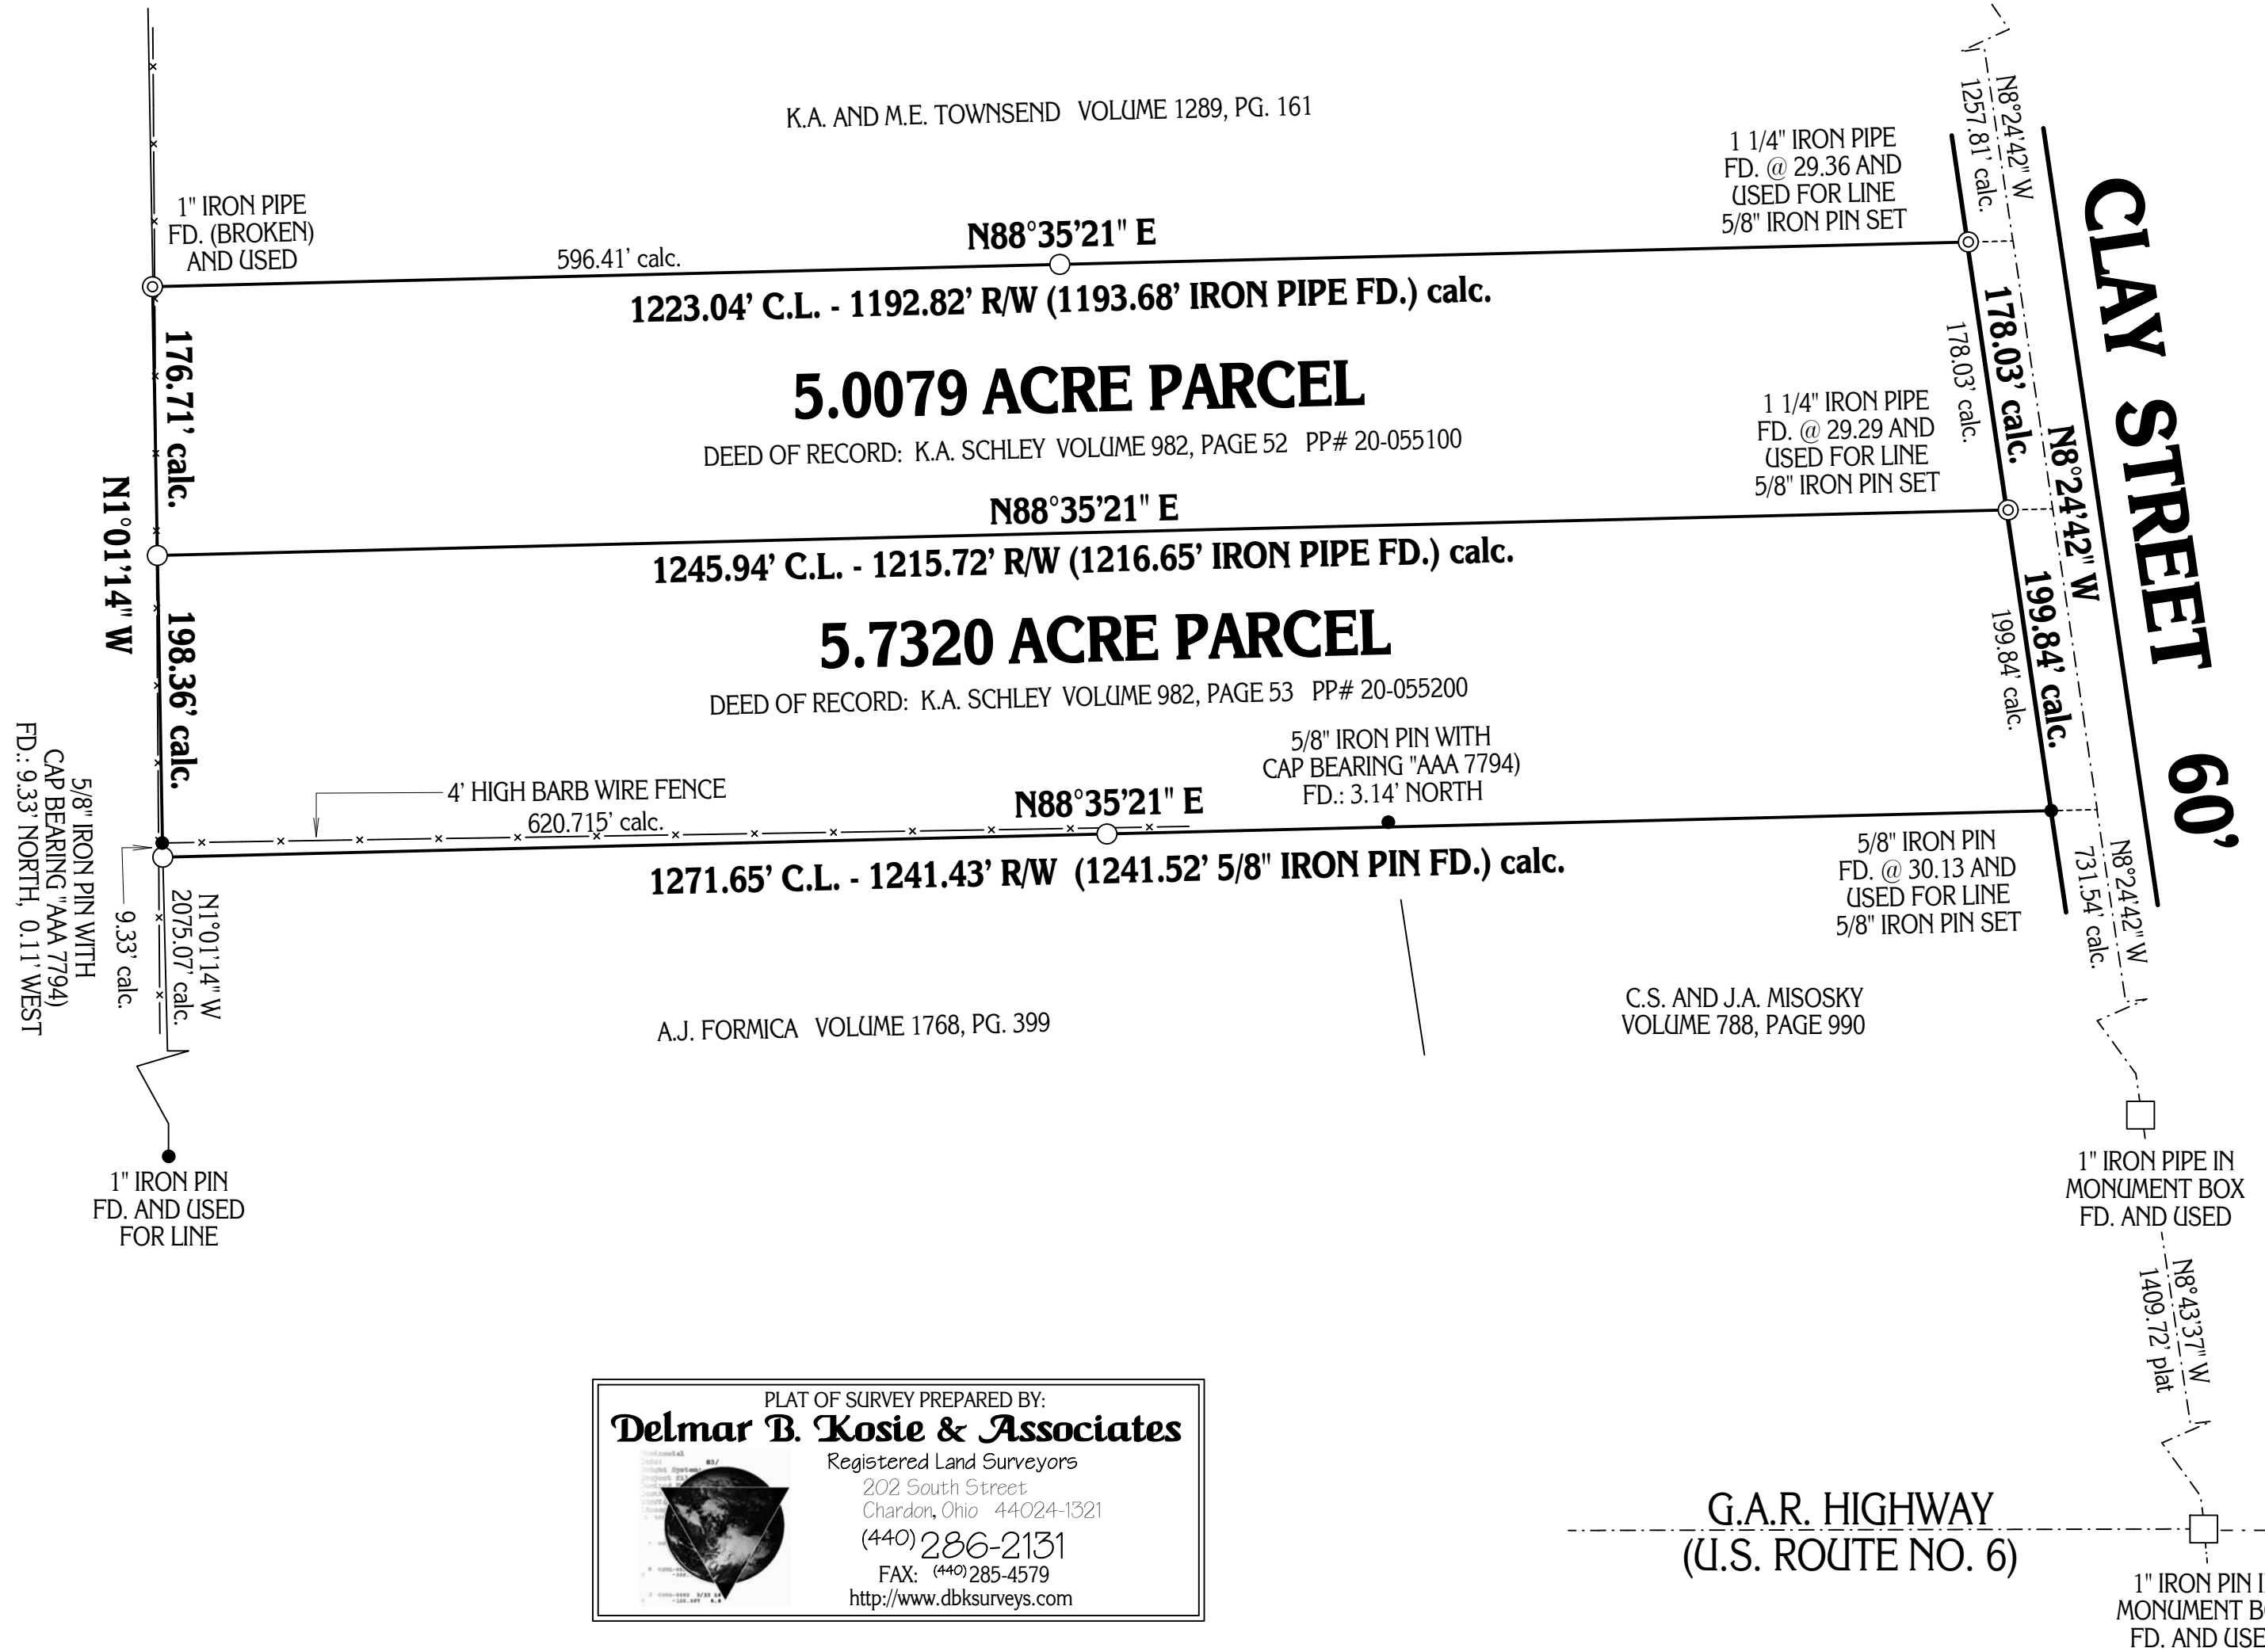 K.A. AND M.E. TOWNSEND VOLUME 1289, PG. 161
N8°24'42" W
1257.81' calc.
1 1/4" IRON PIPE
FD. @ 29.36 AND
USED FOR LINE
5/8" IRON PIN SET
1" IRON PIPE
FD. (BROKEN)
AND USED
596.41' calc.
N88°35'21" E
1223.04' C.L. - 1192.82' R/W (1193.68' IRON PIPE FD.) calc.
CLAY STREET 60'
176.71' calc.
178.03' calc.
178.03' calc.
5.0079 ACRE PARCEL
DEED OF RECORD: K.A. SCHLEY VOLUME 982, PAGE 52 PP# 20-055100
1 1/4" IRON PIPE
FD. @ 29.29 AND
USED FOR LINE
5/8" IRON PIN SET
N8°24'42" W
N1°01'14" W
N88°35'21" E
1245.94' C.L. - 1215.72' R/W (1216.65' IRON PIPE FD.) calc.
198.36' calc.
199.84' calc.
199.84' calc.
5.7320 ACRE PARCEL
DEED OF RECORD: K.A. SCHLEY VOLUME 982, PAGE 53 PP# 20-055200
5/8" IRON PIN WITH
CAP BEARING "AAA 7794)
FD.: 3.14' NORTH
4' HIGH BARB WIRE FENCE
620.715' calc.
N88°35'21" E
1271.65' C.L. - 1241.43' R/W (1241.52' 5/8" IRON PIN FD.) calc.
5/8" IRON PIN
FD. @ 30.13 AND
USED FOR LINE
5/8" IRON PIN SET
N8°24'42" W
731.54' calc.
5/8" IRON PIN WITH
CAP BEARING "AAA 7794)
FD.: 9.33' NORTH, 0.11' WEST
9.33' calc.
N1°01'14" W
2075.07' calc.
A.J. FORMICA VOLUME 1768, PG. 399
C.S. AND J.A. MISOSKY
VOLUME 788, PAGE 990
1" IRON PIN
FD. AND USED
FOR LINE
1" IRON PIPE IN
MONUMENT BOX
FD. AND USED
N8°43'37" W
1409.72' plat
PLAT OF SURVEY PREPARED BY:
Delmar B. Kosie & Associates
Registered Land Surveyors
202 South Street
Chardon, Ohio 44024-1321
(440) 286-2131
FAX: (440) 285-4579
http://www.dbksurveys.com
G.A.R. HIGHWAY
(U.S. ROUTE NO. 6)
1" IRON PIN I
MONUMENT B
FD. AND USE